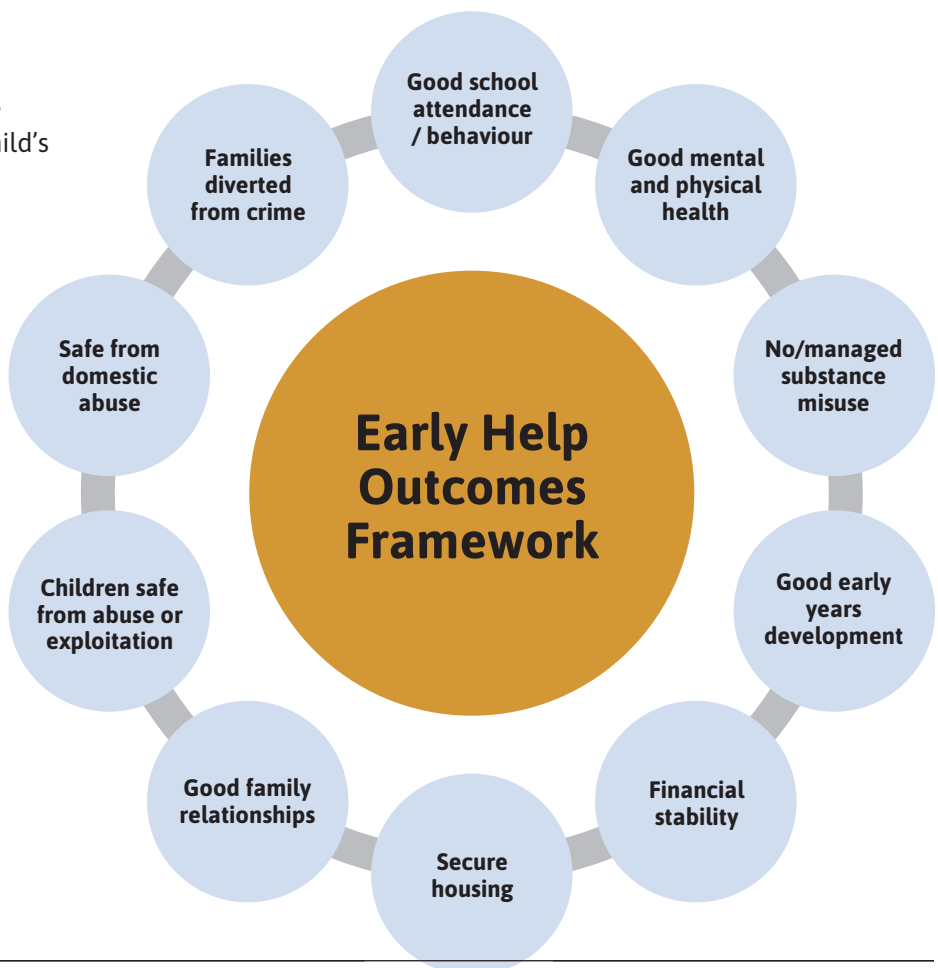 ild's
Good school
attendance
/ behaviour
Good mental
and physical
health
No/managed
substance
misuse
Good early
years
development
Financial
stability
Secure
housing
Good family
relationships
Children safe
from abuse or
exploitation
Safe from
domestic
abuse
Families
diverted
from crime
Early Help
Outcomes
Framework